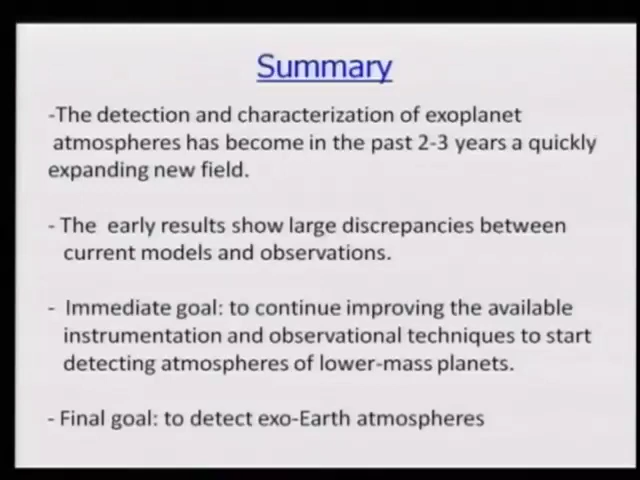 Summary
-The detection and characterization of exoplanet
atmospheres has become in the past 2-3 years a quickly
expanding new field.
- The early results show large discrepancies between
current models and observations.
- Immediate goal: to continue improving the available
instrumentation and observational techniques to start
detecting atmospheres of lower-mass planets.
- Final goal: to detect exo-Earth atmospheres